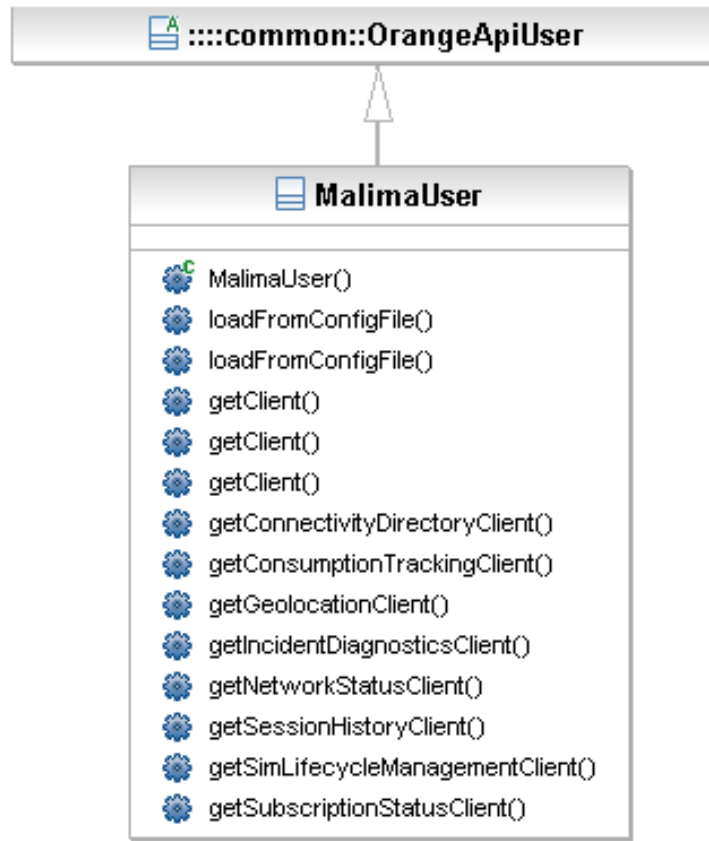 A ::::common::OrangeApiUser
MalimaUser
C MalimaUser()
loadFromConfigFile()
loadFromConfigFile()
getClient()
getClient()
getClient()
getConnectivityDirectoryClient()
getConsumptionTrackingClient()
getGeolocationClient()
getIncidentDiagnosticsClient()
getNetworkStatusClient()
getSessionHistoryClient()
getSimLifecycleManagementClient()
getSubscriptionStatusClient()